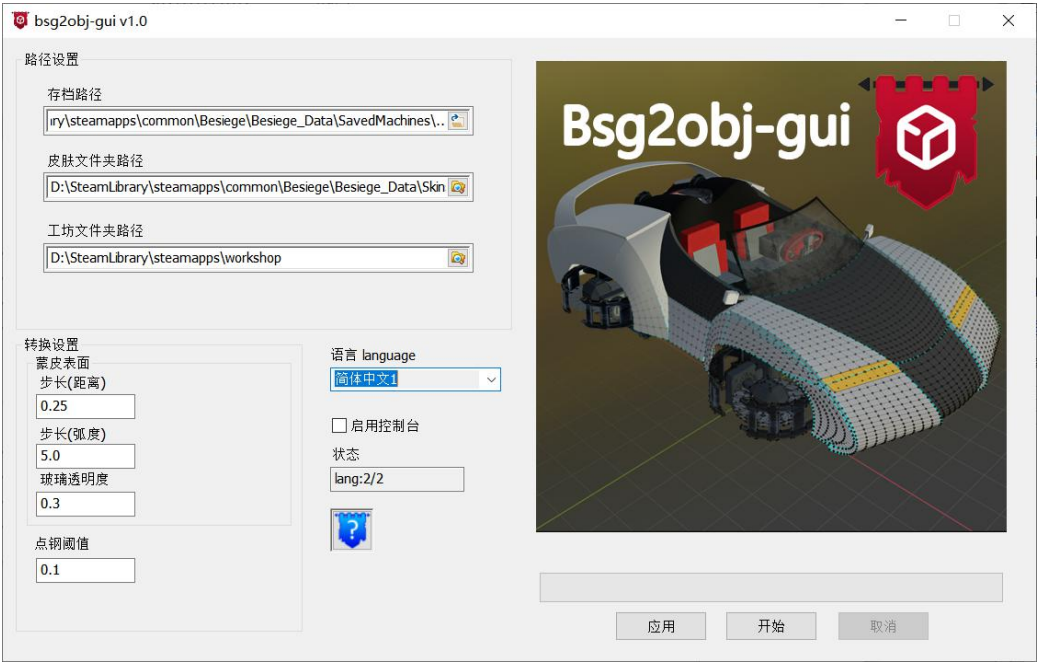 bsg2obj-gui v1.0
路径设置
存档路径
ıry\steamapps\common\Besiege\Besiege_Data\SavedMachines\..
皮肤文件夹路径
D:\SteamLibrary\steamapps\common\Besiege\Besiege_Data\Skin
工坊文件夹路径
D:\SteamLibrary\steamapps\workshop
转换设置
蒙皮表面
步长(距离)
0.25
步长(弧度)
5.0
玻璃透明度
0.3
点钢阈值
0.1
语言 language
简体中文1
启用控制台
状态
lang:2/2
?
Bsg2obj-gui
应用
开始
取消